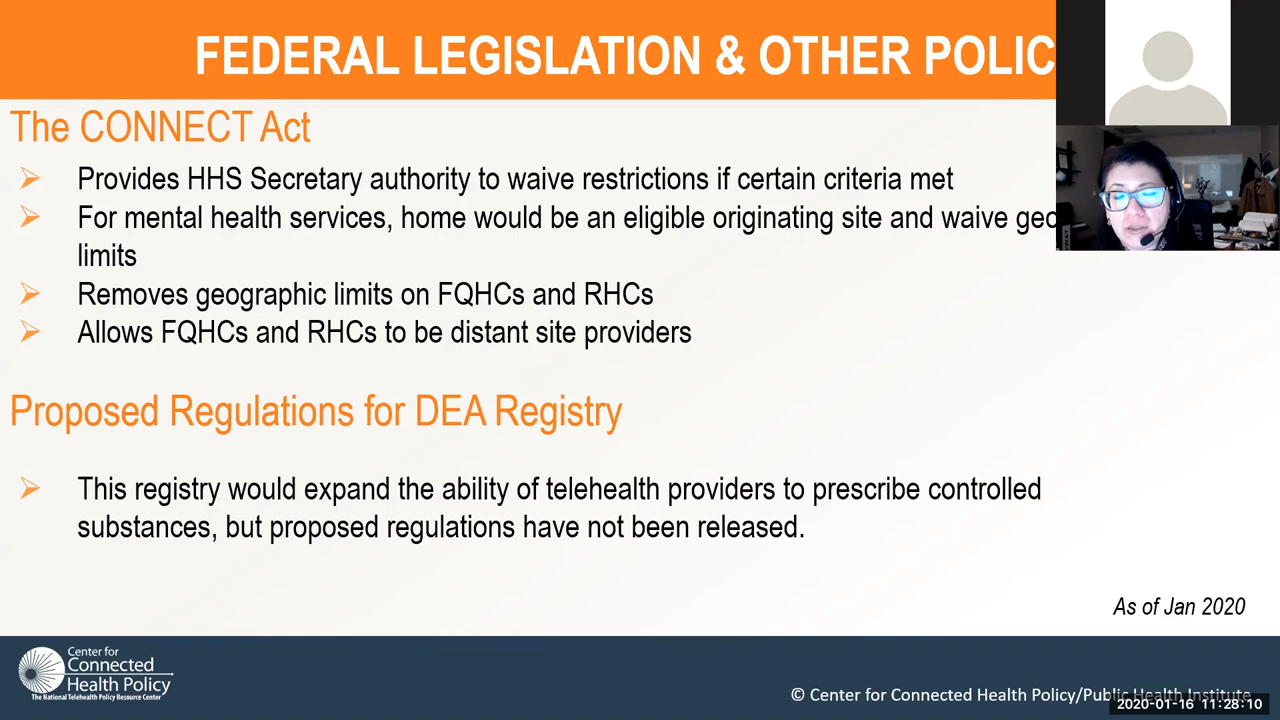 FEDERAL LEGISLATION & OTHER POLIC
The CONNECT Act
Provides HHS Secretary authority to waive restrictions if certain criteria met
For mental health services, home would be an eligible originating site and waive geo
limits
Removes geographic limits on FQHCs and RHCs
Allows FQHCs and RHCs to be distant site providers
Proposed Regulations for DEA Registry
This registry would expand the ability of telehealth providers to prescribe controlled
substances, but proposed regulations have not been released.
As of Jan 2020
Center for
Connected
Health Policy
The National Telehealth Policy Resource Center
© Center for Connected Health Policy/Public Health Institute
2020-01-16 11:28:10